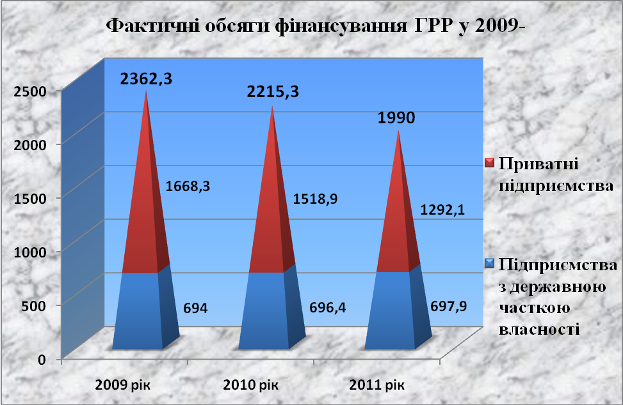 Фактичні обсяги фінансування ГРР у 2009-
2500
2000
1500
1000
500
0
2362,3
2215,3
1990
1668,3
1518,9
1292,1
694
696,4
697,9
2009 рік
2010 рік
2011 рік
Приватні
підприємства
Підприємства
з державною
часткою
власності